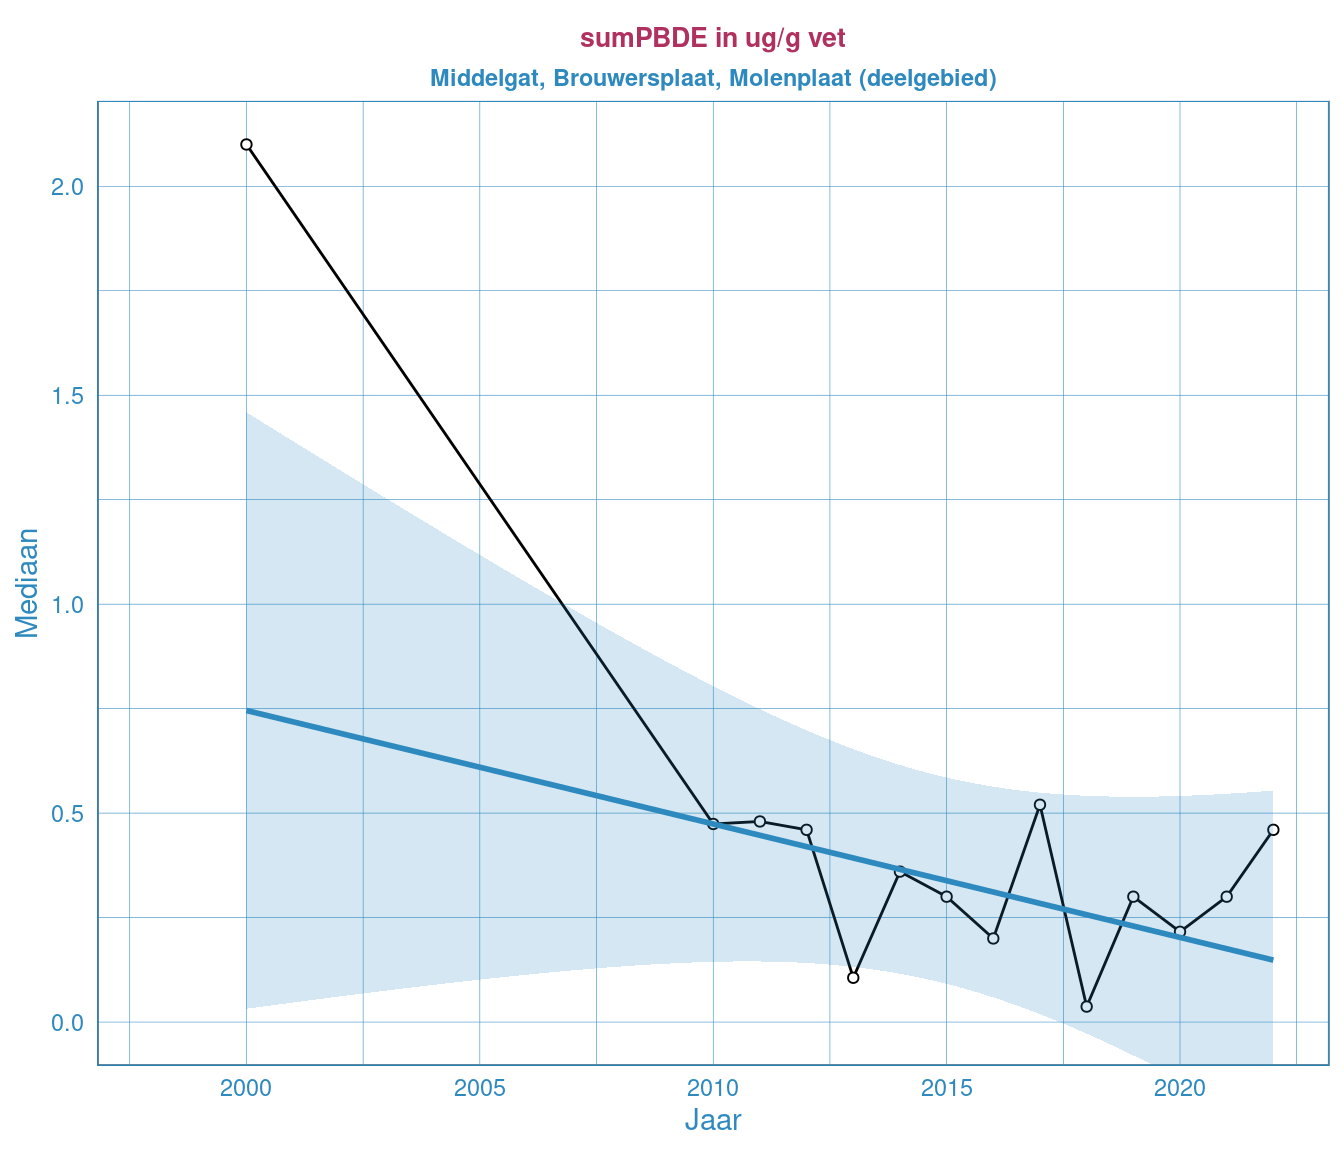 sumPBDE in ug/g vet
Middelgat, Brouwersplaat, Molenplaat (deelgebied)
2.0
1.5
1.0
0.5
0.0
Mediaan
2000 2005 2010 2015 2020
Jaar